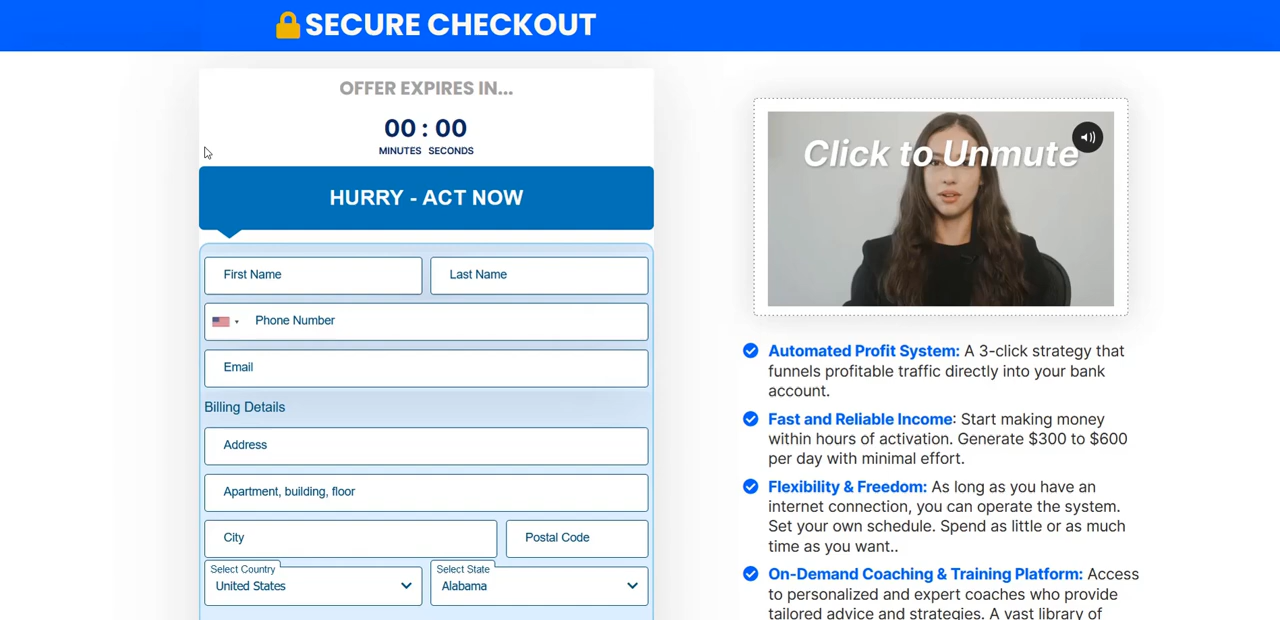 SECURE CHECKOUT
OFFER EXPIRES IN...
00 : 00
MINUTES SECONDS
HURRY - ACT NOW
First Name
Last Name
Phone Number
Email
Billing Details
Address
Apartment, building, floor
City
Postal Code
Select Country
United States
Select State
Alabama
Click to Unmute
Automated Profit System: A 3-click strategy that
funnels profitable traffic directly into your bank
account.
Fast and Reliable Income: Start making money
within hours of activation. Generate $300 to $600
per day with minimal effort.
Flexibility & Freedom: As long as you have an
internet connection, you can operate the system.
Set your own schedule. Spend as little or as much
time as you want..
On-Demand Coaching & Training Platform: Access
to personalized and expert coaches who provide
tailored advice and strategies. A vast library of